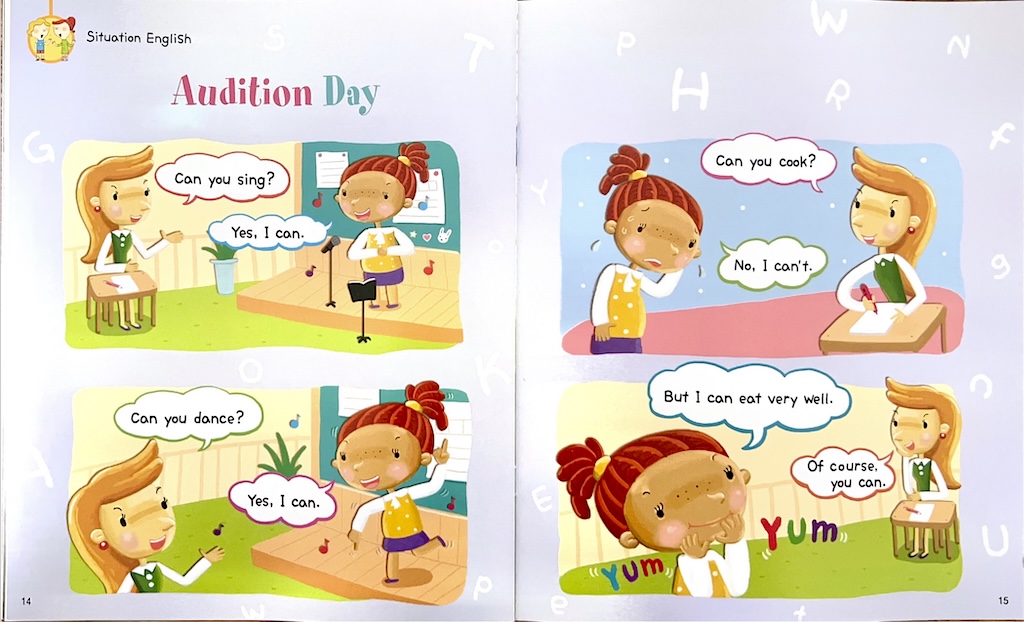 Situation English
Audition Day
Can you sing?
Yes, I can.
Can you dance?
Yes, I can.
14
Can you cook?
No, I can't.
But I can eat very well.
Of course,
you can.
YUM
YUM
15
S
T
G
O
K
A
W
P
P
W
N
H
R
f
Y
o
g
n
E
U
e
t